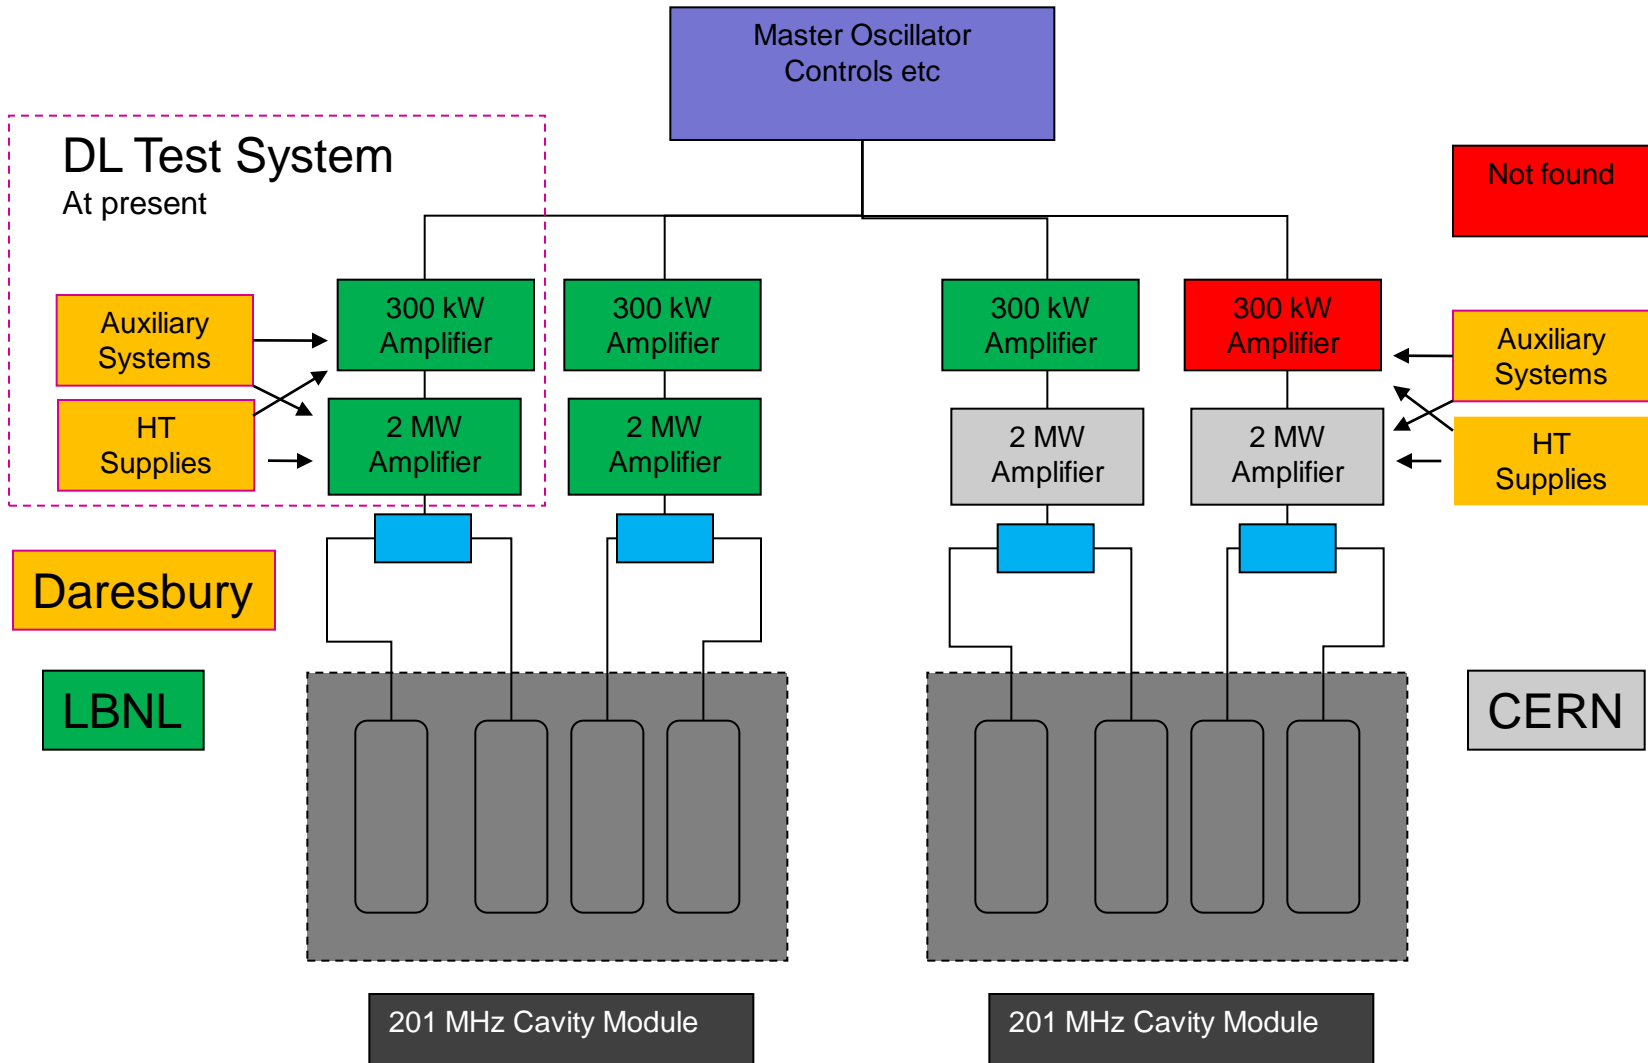 Master Oscillator
Controls etc
DL Test System
At present
Not found
300 kW
Amplifier
300 kW
Amplifier
300 kW
Amplifier
300 kW
Amplifier
Auxiliary
Systems
Auxiliary
Systems
HT
Supplies
2 MW
Amplifier
2 MW
Amplifier
2 MW
Amplifier
2 MW
Amplifier
HT
Supplies
Daresbury
LBNL
CERN
201 MHz Cavity Module
201 MHz Cavity Module